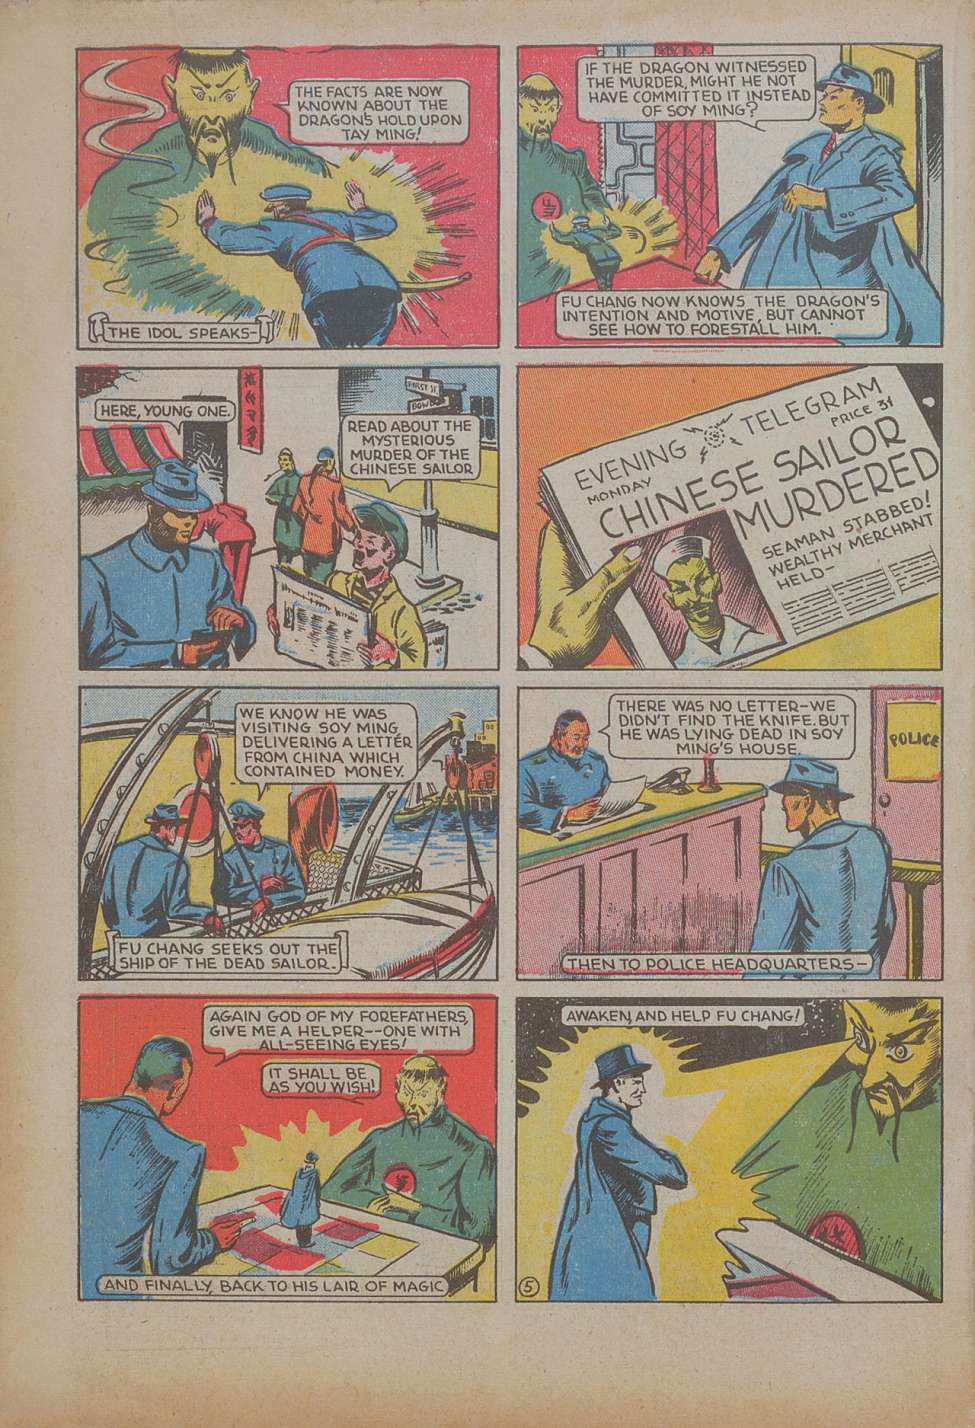 THE FACTS ARE NOW
KNOWN ABOUT THE
DRAGON'S HOLD UPON
TAY MING!
THE IDOL SPEAKS-
IF THE DRAGON WITNESSED
THE MURDER, MIGHT HE NOT
HAVE COMMITTED IT INSTEAD
OF SOY MING?
FU CHANG NOW KNOWS THE DRAGON'S
INTENTION AND MOTIVE, BUT CANNOT
SEE HOW TO FORESTALL HIM.
HERE, YOUNG ONE.
FIRST ST.
READ ABOUT THE
MYSTERIOUS
MURDER OF THE
CHINESE SAILOR
EVENING TELEGRAM
MONDAY
PRICE 3¢
CHINESE SAILOR
MURDERED
SEAMAN STABBED!
WEALTHY MERCHANT
HELD-
WE KNOW HE WAS
VISITING SOY MING,
DELIVERING A LETTER
FROM CHINA WHICH
CONTAINED MONEY.
FU CHANG SEEKS OUT THE
SHIP OF THE DEAD SAILOR.
THERE WAS NO LETTER-WE
DIDN'T FIND THE KNIFE. BUT
HE WAS LYING DEAD IN SOY
MING'S HOUSE.
POLICE
THEN TO POLICE HEADQUARTERS-
AGAIN GOD OF MY FOREFATHERS,
GIVE ME A HELPER--ONE WITH
ALL-SEEING EYES!
IT SHALL BE
AS YOU WISH!
AND FINALLY, BACK TO HIS LAIR OF MAGIC
AWAKEN, AND HELP FU CHANG!
5